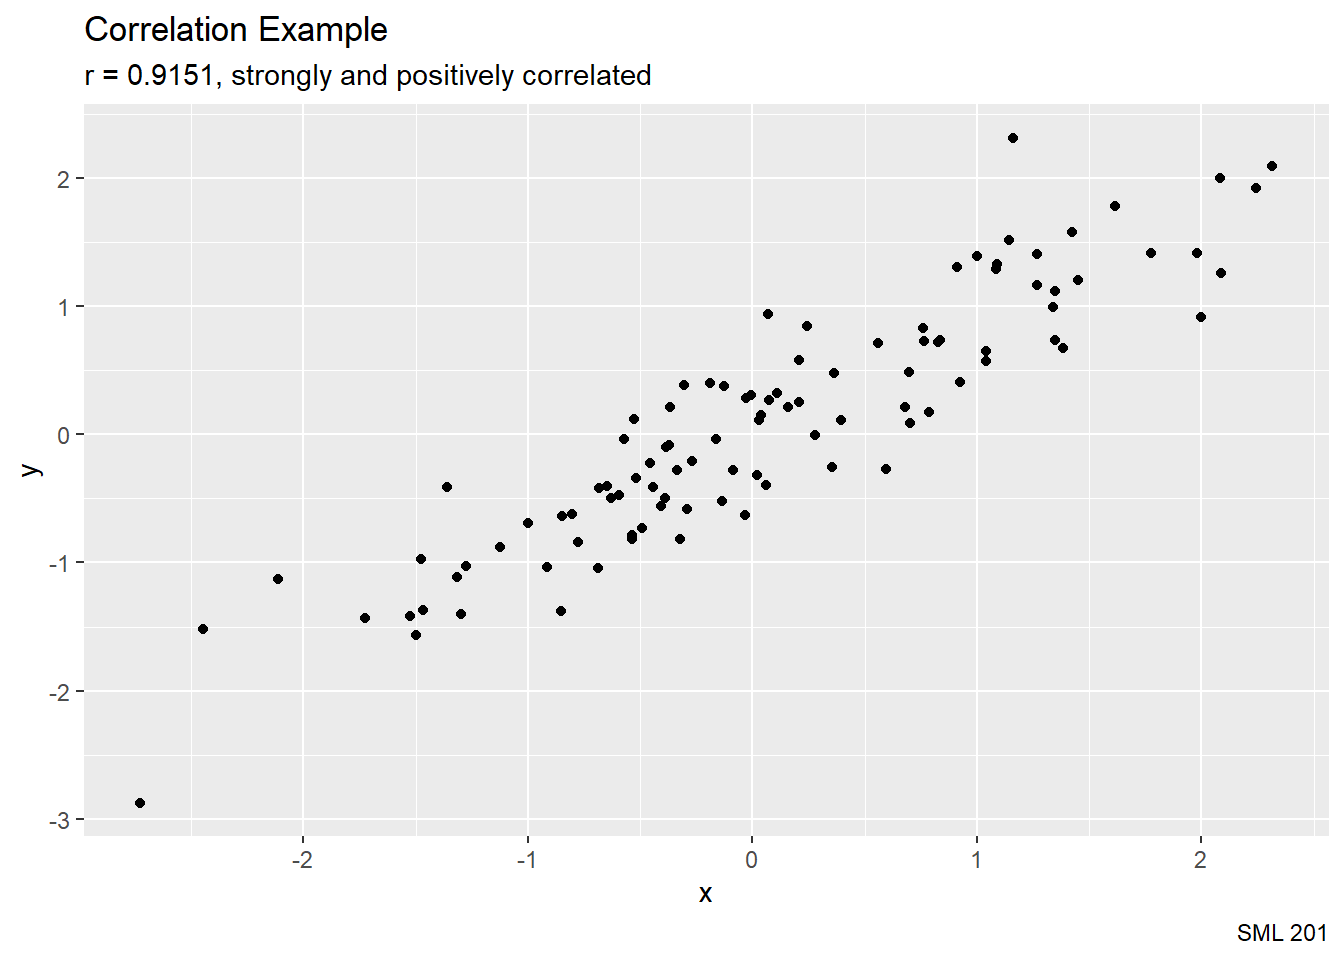 Correlation Example
r = 0.9151, strongly and positively correlated
2
1
0
-1
-2
-3
y
-2 -1 0 1 2
x
SML 201